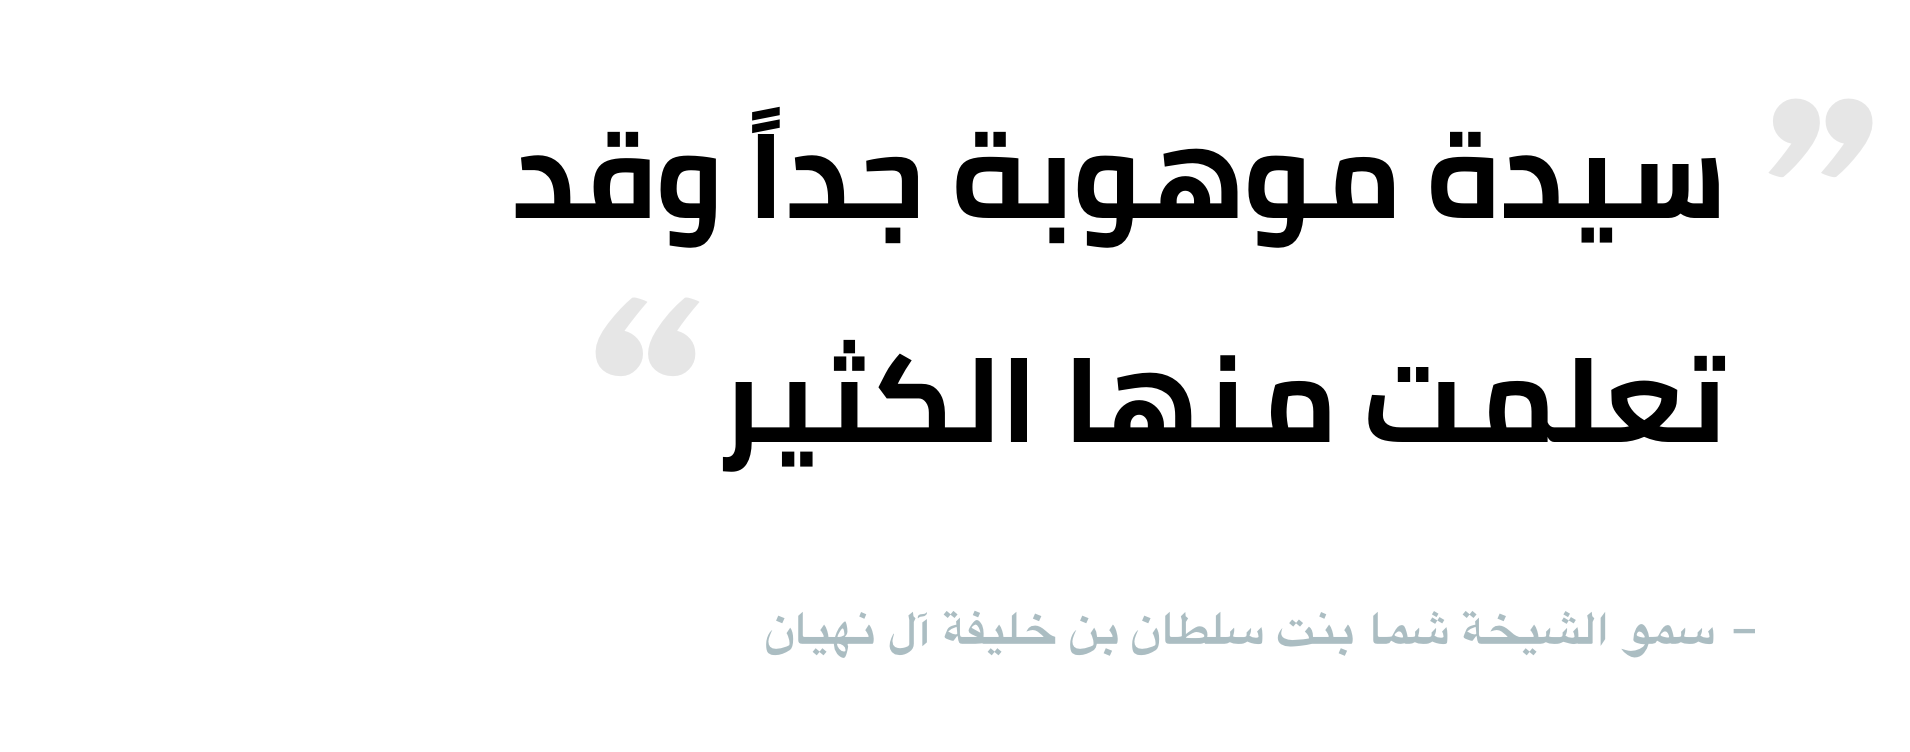 ”سيدة موهوبة جداً وقد
تعلمت منها الكثير“
– سمو الشيخة شما بنت سلطان بن خليفة آل نهيان